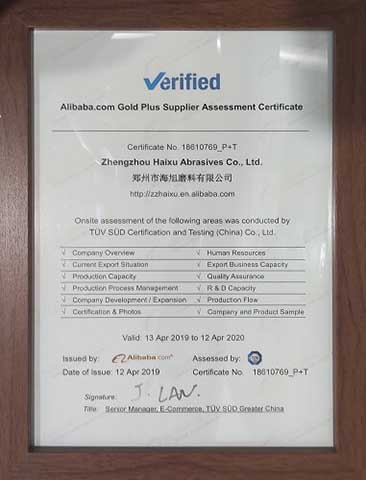 Verified
Alibaba.com Gold Plus Supplier Assessment Certificate
Certificate No. 18610769_P+T
Zhengzhou Haixu Abrasives Co., Ltd.
郑州市海旭磨料有限公司
http://zzhaixu.en.alibaba.com
Onsite assessment of the following areas was conducted by
TÜV SÜD Certification and Testing (China) Co., Ltd.
√ Company Overview √ Human Resources
√ Current Export Situation √ Export Business Capacity
√ Production Capacity √ Quality Assurance
√ Production Process Management √ R & D Capacity
√ Company Development / Expansion √ Production Flow
√ Certification & Photos √ Company and Product Sample
Valid: 13 Apr 2019 to 12 Apr 2020
Issued by: Alibaba.com Assessed by:
Date of Issue: 12 Apr 2019 Certificate No. 18610769_P+T
Signature: J. LAN.
Title: Senior Manager, E-Commerce, TÜV SÜD Greater China